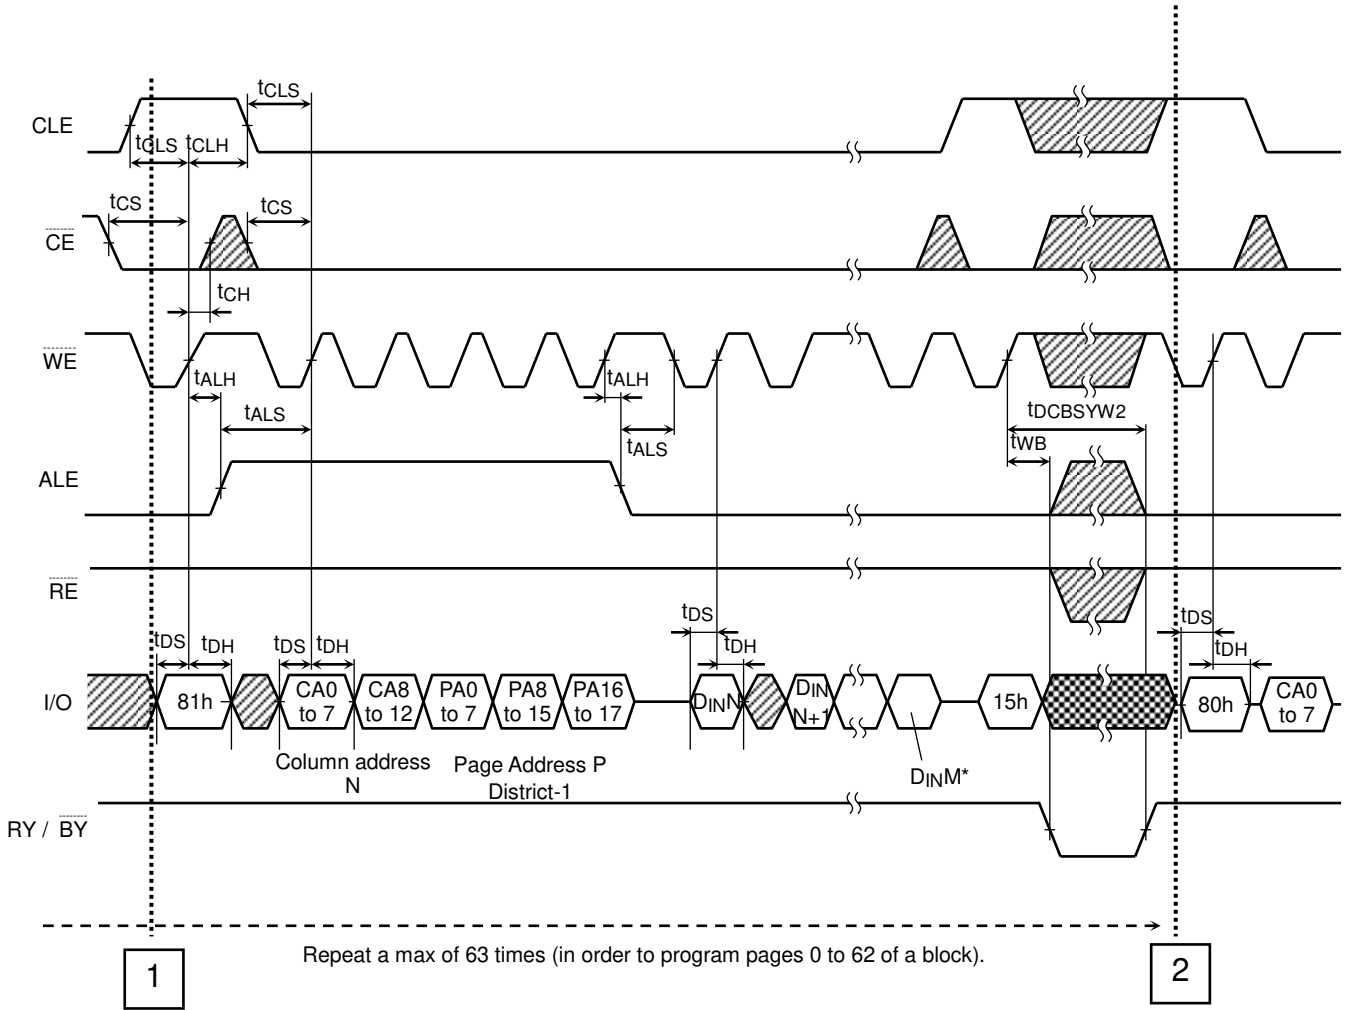 tCLS
CLE
tCLS tCLH
tCS tCS
CE
tCH
WE
tALH tALH
tALS tDCBSYW2
tALS tWB
ALE
RE
tDS tDH tDS tDH tDS tDH tDS tDH
I/O 81h CA0 to 7 CA8 to 12 PA0 to 7 PA8 to 15 PA16 to 17 DINN DIN N+1 15h 80h CA0 to 7
DINM*
Column address
N
Page Address P
District-1
RY / BY
Repeat a max of 63 times (in order to program pages 0 to 62 of a block).
1
2